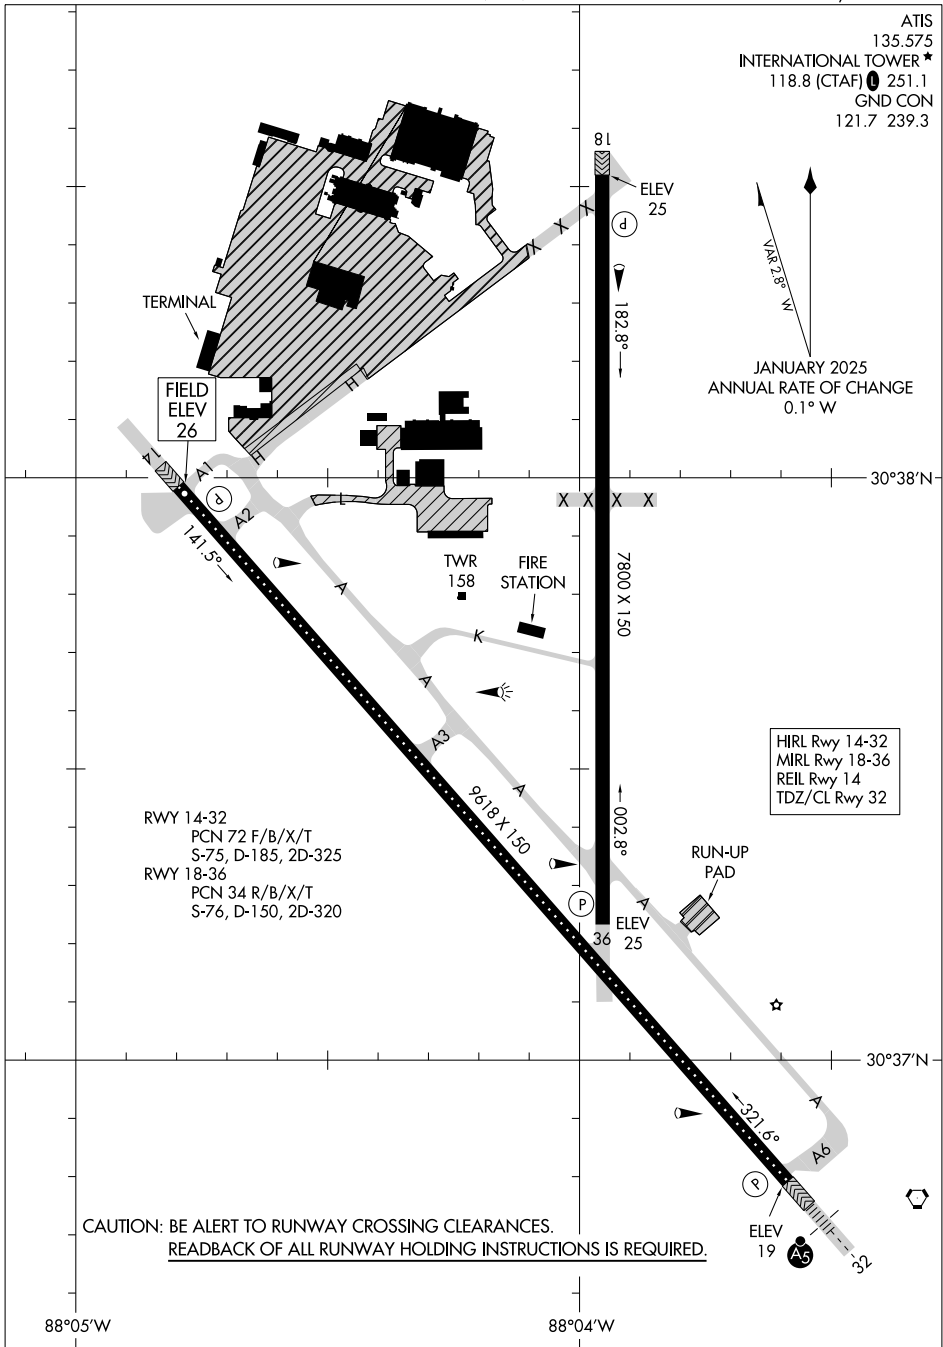 ATIS
135.575
INTERNATIONAL TOWER ★
118.8 (CTAF) L 251.1
GND CON
121.7 239.3
18
ELEV
25
P
X
X
X
VAR 2.8° W
182.8°
TERMINAL
JANUARY 2025
ANNUAL RATE OF CHANGE
0.1° W
FIELD
ELEV
26
H
H
14
A1
P
A2
L
X X X X
30°38'N
141.5°
TWR
158
FIRE
STATION
7800 X 150
A
K
A
A3
A
9618 X 150
HIRL Rwy 14-32
MIRL Rwy 18-36
REIL Rwy 14
TDZ/CL Rwy 32
RWY 14-32
PCN 72 F/B/X/T
S-75, D-185, 2D-325
RWY 18-36
PCN 34 R/B/X/T
S-76, D-150, 2D-320
002.8°
RUN-UP
PAD
P
A
36
ELEV
25
30°37'N
321.6°
A
A6
P
ELEV
19
A5
32
CAUTION: BE ALERT TO RUNWAY CROSSING CLEARANCES.
READBACK OF ALL RUNWAY HOLDING INSTRUCTIONS IS REQUIRED.
88°05'W
88°04'W